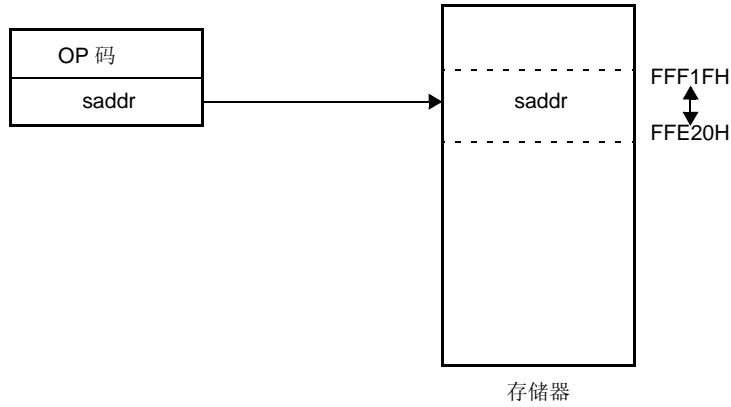 OP 码
saddr
saddr
FFF1FH
FFE20H
存储器